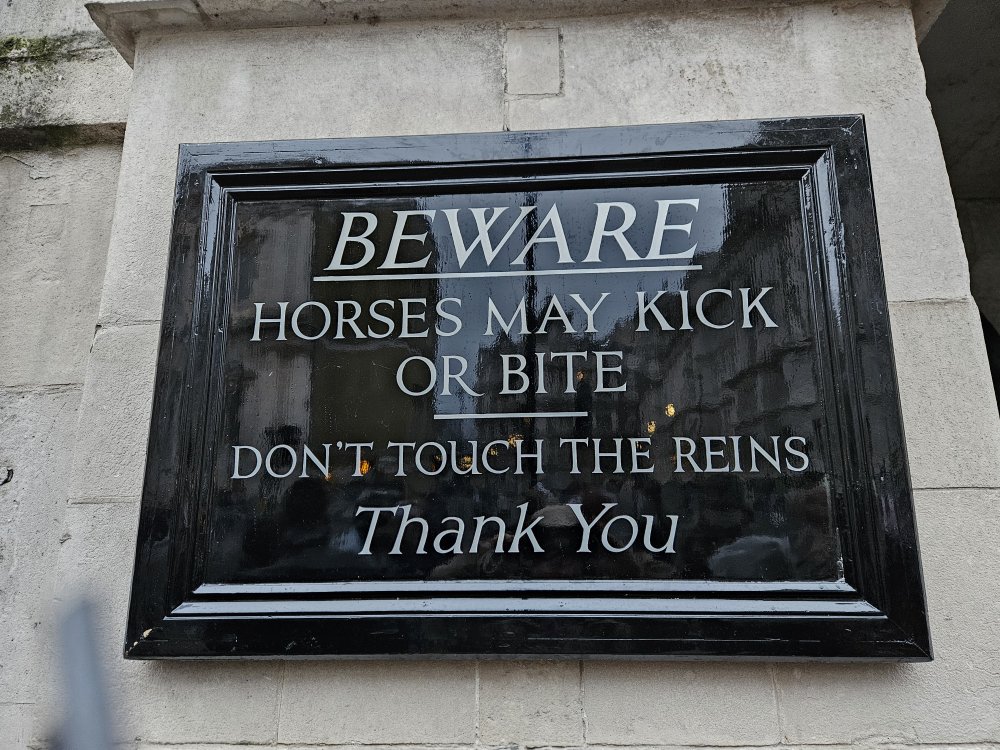 BEWARE
HORSES MAY KICK
OR BITE
DON'T TOUCH THE REINS
Thank You